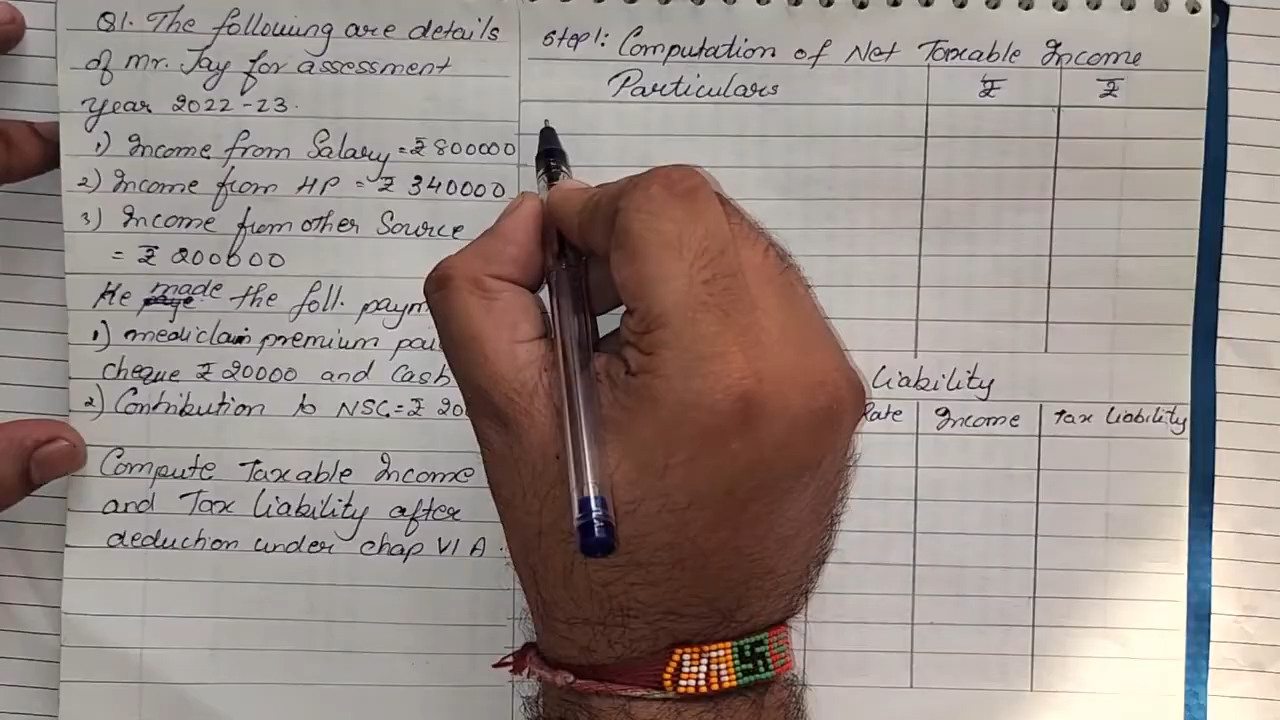 Q1. The following are details
of Mr. Jay for assessment
year 2022-23.
1) Income from Salary = ₹ 800000
2) Income from HP = ₹ 340000
3) Income from other Source
= ₹ 200000
He made the foll. paym
1) mediclaim premium pai
cheque ₹ 20000 and Cash
2) Contribution to NSC = ₹ 20
Compute Taxable Income
and Tax liability after
deduction under chap VI A.
Step 1: Computation of Net Taxable Income
Particulars ₹ ₹
liability
Rate Income Tax liability